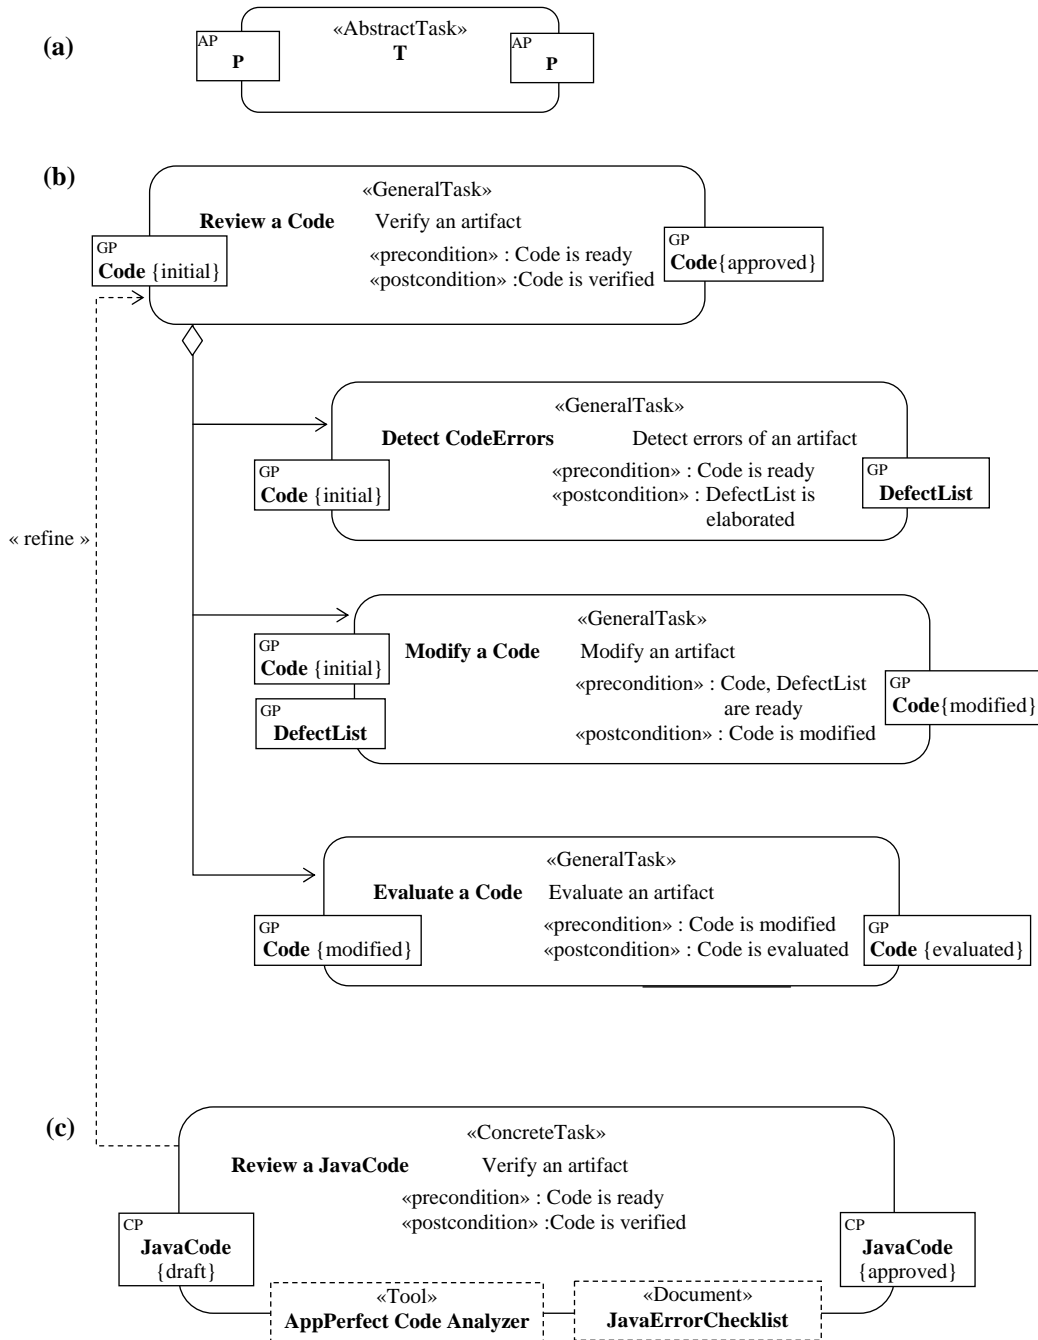 (a)
«AbstractTask»
T
AP
P
AP
P
(b)
«GeneralTask»
Review a Code Verify an artifact
«precondition» : Code is ready
«postcondition» :Code is verified
GP
Code {initial}
GP
Code{approved}
«GeneralTask»
Detect CodeErrors Detect errors of an artifact
«precondition» : Code is ready
«postcondition» : DefectList is
elaborated
GP
Code {initial}
GP
DefectList
« refine »
«GeneralTask»
Modify a Code Modify an artifact
«precondition» : Code, DefectList
are ready
«postcondition» : Code is modified
GP
Code {initial}
GP
DefectList
GP
Code{modified}
«GeneralTask»
Evaluate a Code Evaluate an artifact
«precondition» : Code is modified
«postcondition» : Code is evaluated
GP
Code {modified}
GP
Code {evaluated}
(c)
«ConcreteTask»
Review a JavaCode Verify an artifact
«precondition» : Code is ready
«postcondition» :Code is verified
CP
JavaCode
{draft}
CP
JavaCode
{approved}
«Tool»
AppPerfect Code Analyzer
«Document»
JavaErrorChecklist